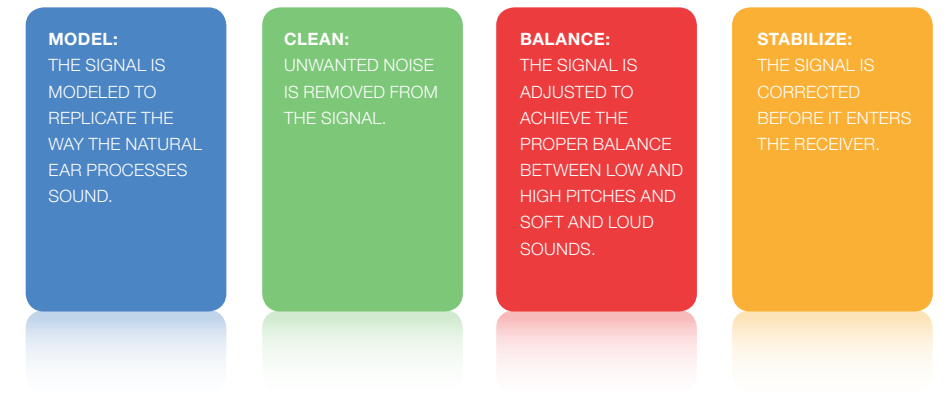 MODEL:
THE SIGNAL IS
MODELED TO
REPLICATE THE
WAY THE NATURAL
EAR PROCESSES
SOUND.
CLEAN:
UNWANTED NOISE
IS REMOVED FROM
THE SIGNAL.
BALANCE:
THE SIGNAL IS
ADJUSTED TO
ACHIEVE THE
PROPER BALANCE
BETWEEN LOW AND
HIGH PITCHES AND
SOFT AND LOUD
SOUNDS.
STABILIZE:
THE SIGNAL IS
CORRECTED
BEFORE IT ENTERS
THE RECEIVER.